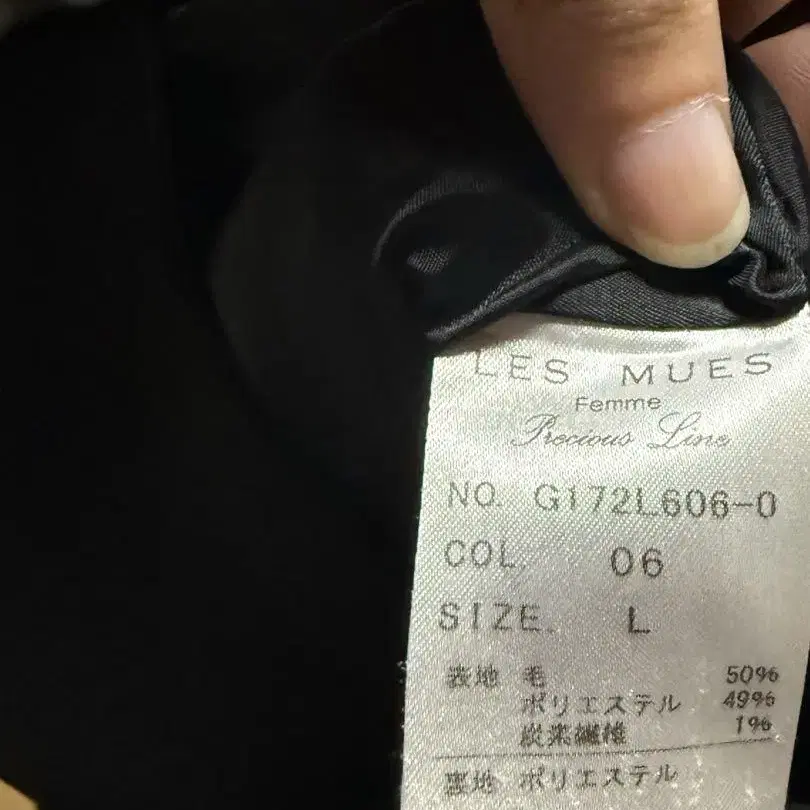 LES MUES
Femme
Precious Line
NO. G172L606-0
COL. 06
SIZE. L
表地 毛 50%
ポリエステル 49%
炭素繊維 1%
裏地 ポリエステル